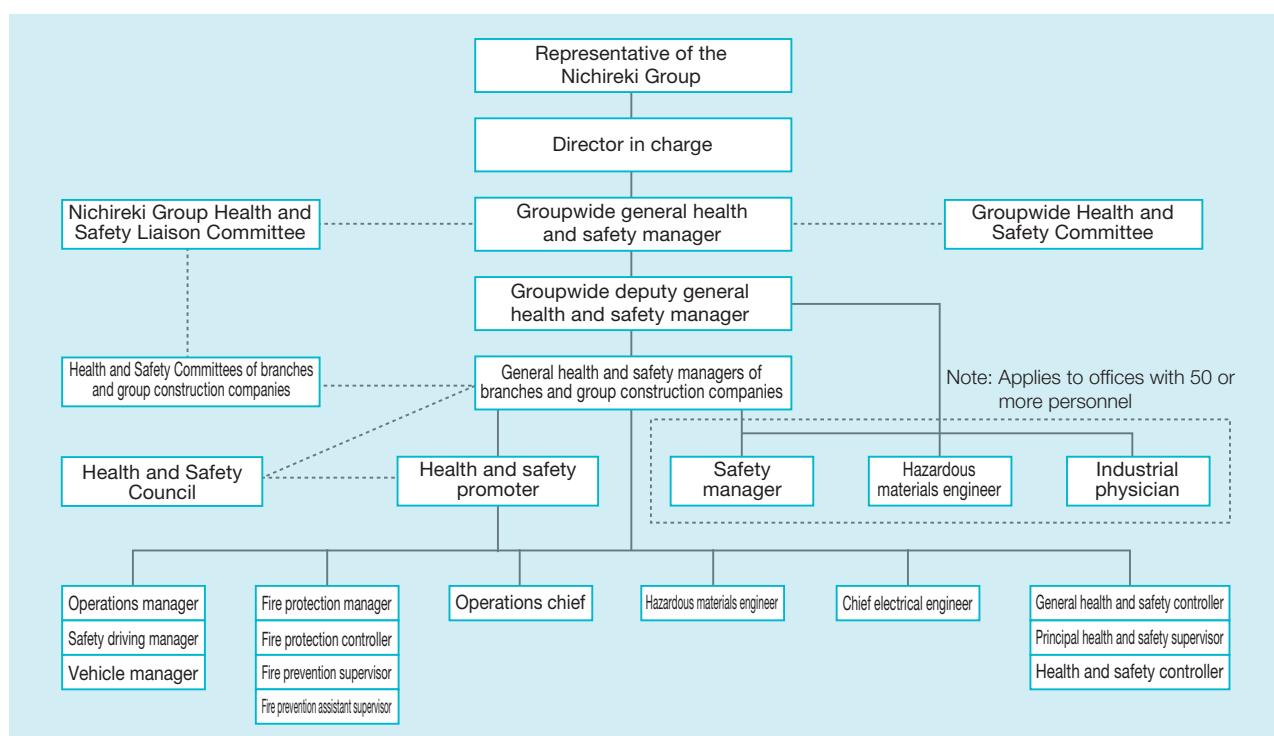 Representative of the
Nichireki Group
Director in charge
Nichireki Group Health and
Safety Liaison Committee
Groupwide general health
and safety manager
Groupwide Health and
Safety Committee
Groupwide deputy general
health and safety manager
Health and Safety Committees of branches
and group construction companies
General health and safety managers of
branches and group construction companies
Note: Applies to offices with 50 or
more personnel
Health and Safety
Council
Health and safety
promoter
Safety
manager
Hazardous
materials engineer
Industrial
physician
Operations manager
Safety driving manager
Vehicle manager
Fire protection manager
Fire protection controller
Fire prevention supervisor
Fire prevention assistant supervisor
Operations chief
Hazardous materials engineer
Chief electrical engineer
General health and safety controller
Principal health and safety supervisor
Health and safety controller